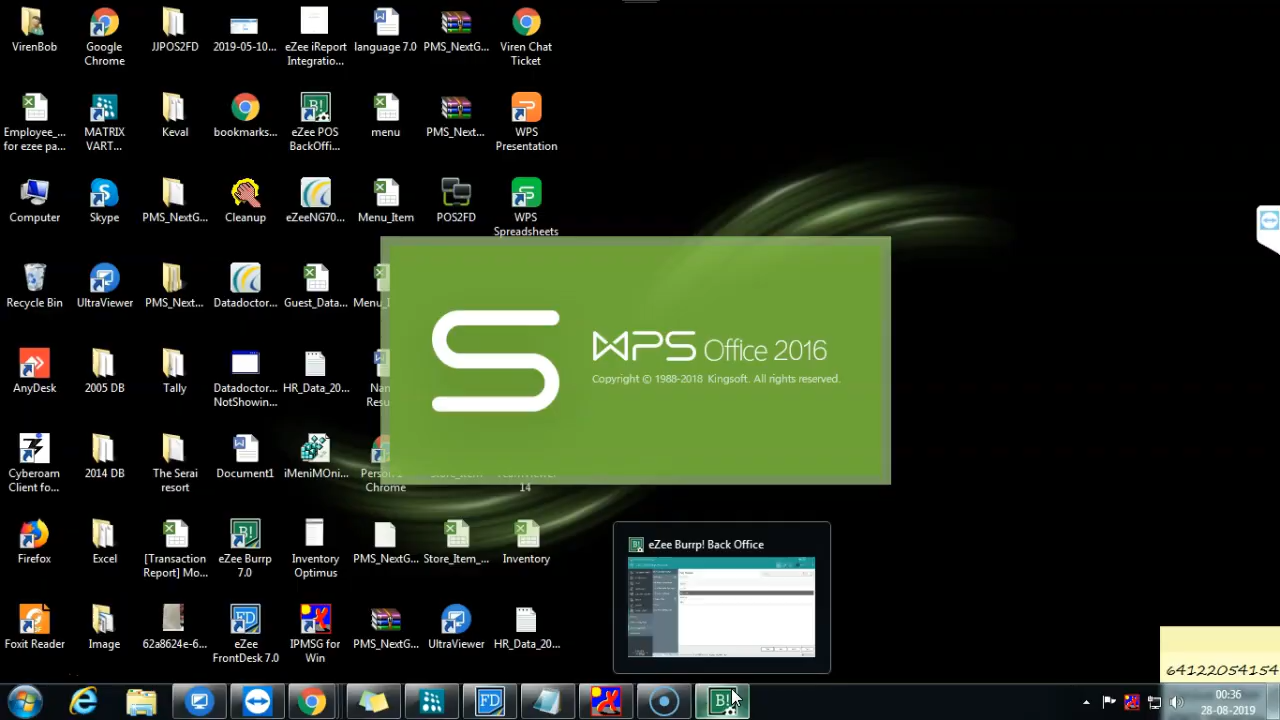 VirenBob
Google
Chrome
JJPOS2FD
2019-05-10...
eZee iReport
Integratio...
language 7.0
PMS_NextG...
Viren Chat
Ticket
Employee_...
for ezee pa...
MATRIX
VART...
Keval
bookmarks...
eZee POS
BackOffi...
menu
PMS_Next...
WPS
Presentation
Computer
Skype
PMS_NextG...
Cleanup
eZeeNG70...
Menu_Item
POS2FD
WPS
Spreadsheets
Recycle Bin
UltraViewer
PMS_Next...
Datadoctor...
Guest_Data...
WPS Office 2016
Copyright © 1988-2018 Kingsoft. All rights reserved.
AnyDesk
2005 DB
Tally
Datadoctor...
NotShowin...
HR_Data_20...
Cyberoam
Client fo...
2014 DB
The Serai
resort
Document1
iMeniMOni...
Chrome
14
Firefox
Excel
[Transaction
Report] Mo...
eZee Burrp
7.0
Inventory
Optimus
PMS_NextG...
Store_Item_...
Inventory
eZee Burrp! Back Office
Foxit Reader
Image
62a8624e-6...
eZee
FrontDesk 7.0
IPMSG for
Win
PMS_NextG...
UltraViewer
HR_Data_20...
64122054154
00:36
28-08-2019